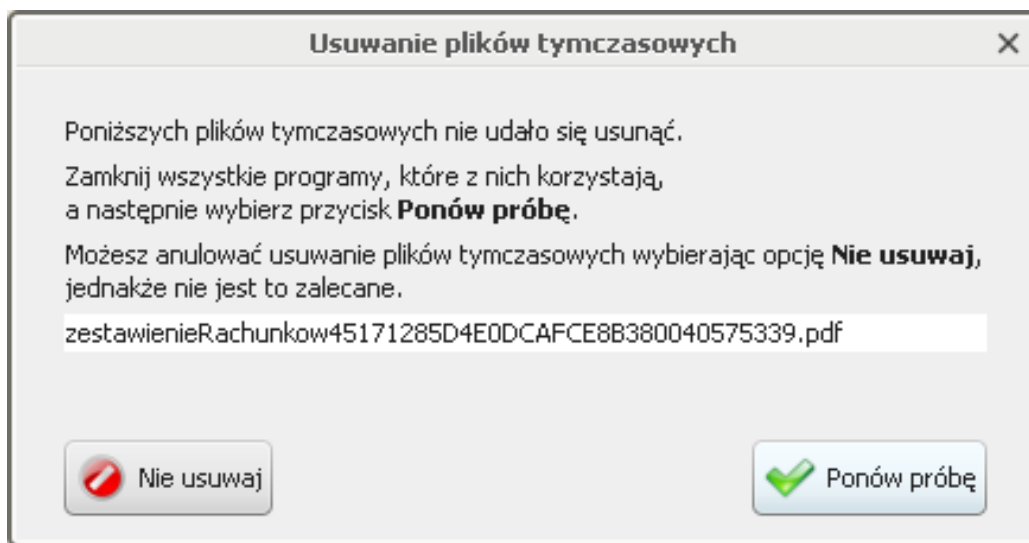 Usuwanie plików tymczasowych
Poniższych plików tymczasowych nie udało się usunąć.
Zamknij wszystkie programy, które z nich korzystają,
a następnie wybierz przycisk Ponów próbę.
Możesz anulować usuwanie plików tymczasowych wybierając opcję Nie usuwaj,
jednakże nie jest to zalecane.
zestawienieRachunkow45171285D4E0DCAFCE8B380040575339.pdf
Nie usuwaj
Ponów próbę